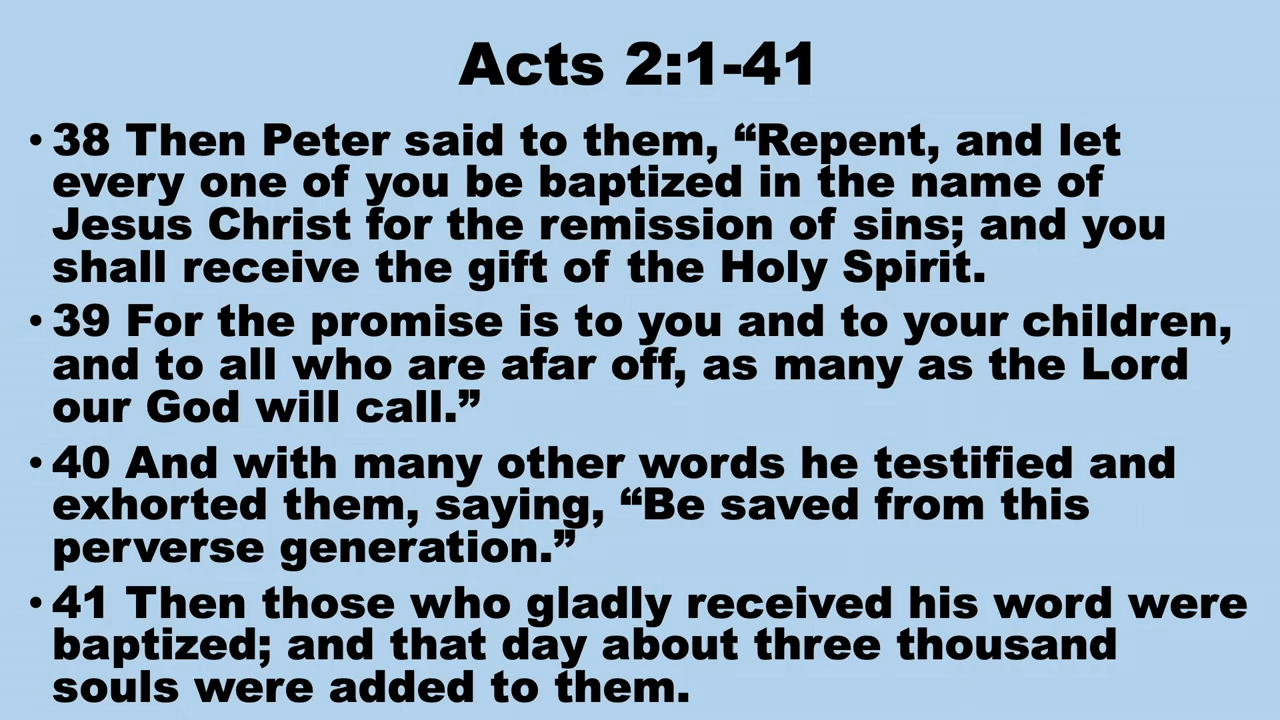 Acts 2:1-41
• 38 Then Peter said to them, “Repent, and let
every one of you be baptized in the name of
Jesus Christ for the remission of sins; and you
shall receive the gift of the Holy Spirit.
• 39 For the promise is to you and to your children,
and to all who are afar off, as many as the Lord
our God will call.”
• 40 And with many other words he testified and
exhorted them, saying, “Be saved from this
perverse generation.”
• 41 Then those who gladly received his word were
baptized; and that day about three thousand
souls were added to them.